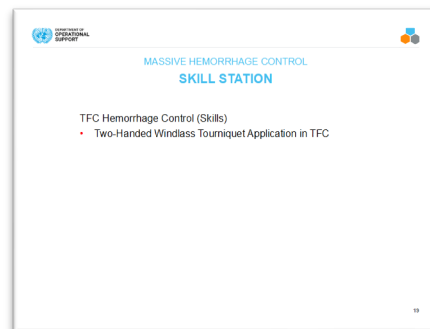 DEPARTMENT OF
OPERATIONAL
SUPPORT
MASSIVE HEMORRHAGE CONTROL
SKILL STATION
TFC Hemorrhage Control (Skills)
• Two-Handed Windlass Tourniquet Application in TFC
13